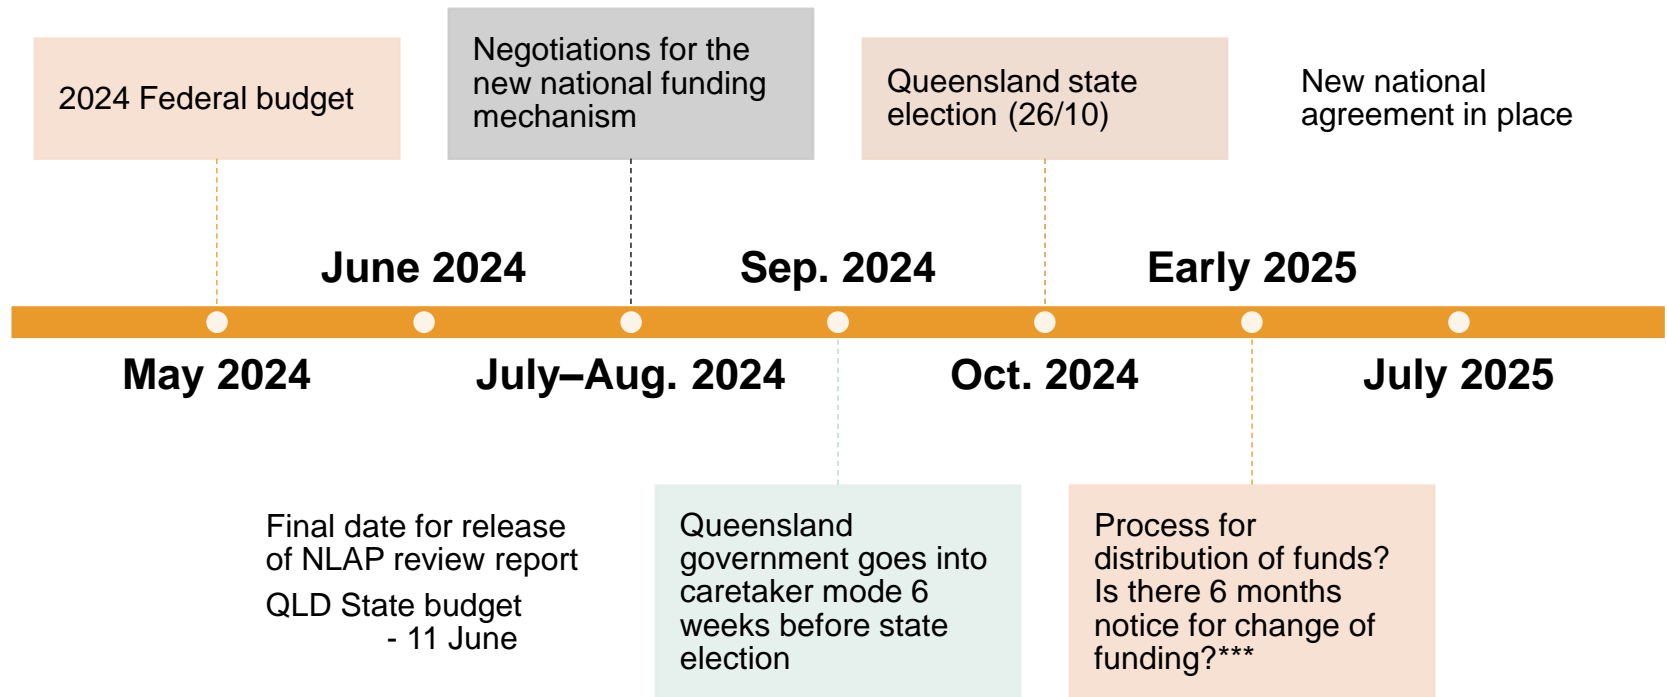 2024 Federal budget
Negotiations for the
new national funding
mechanism
Queensland state
election (26/10)
New national
agreement in place
June 2024
Sep. 2024
Early 2025
May 2024
July–Aug. 2024
Oct. 2024
July 2025
Final date for release
of NLAP review report
QLD State budget
- 11 June
Queensland
government goes into
caretaker mode 6
weeks before state
election
Process for
distribution of funds?
Is there 6 months
notice for change of
funding?***